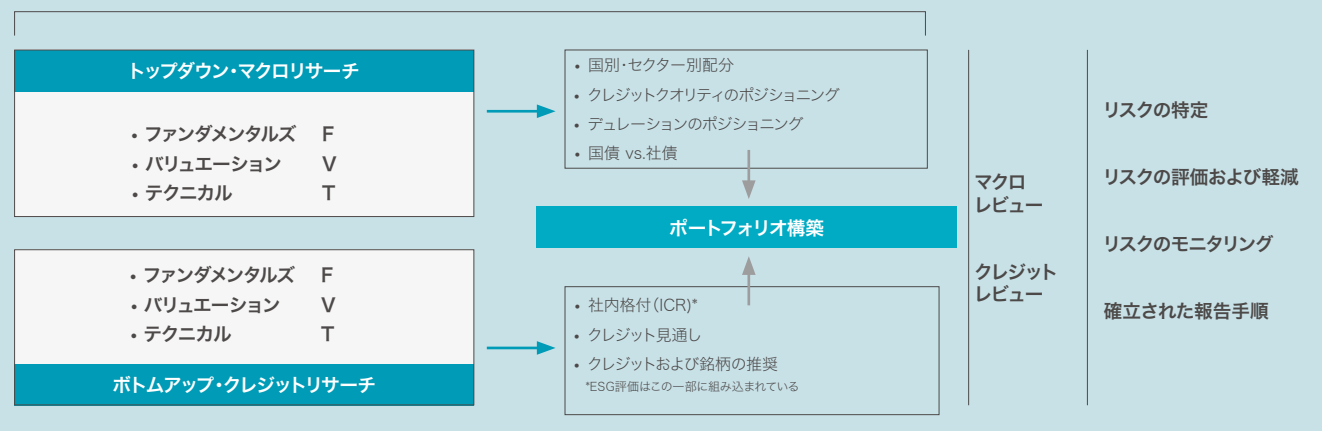 トップダウン・マクロリサーチ
• ファンダメンタルズ F
• バリュエーション V
• テクニカル T
• ファンダメンタルズ F
• バリュエーション V
• テクニカル T
ボトムアップ・クレジットリサーチ
• 国別・セクター別配分
• クレジットクオリティのポジショニング
• デュレーションのポジショニング
• 国債 vs.社債
ポートフォリオ構築
• 社内格付(ICR)*
• クレジット見通し
• クレジットおよび銘柄の推奨
*ESG評価はこの一部に組み込まれている
マクロ
レビュー
クレジット
レビュー
リスクの特定
リスクの評価および軽減
リスクのモニタリング
確立された報告手順